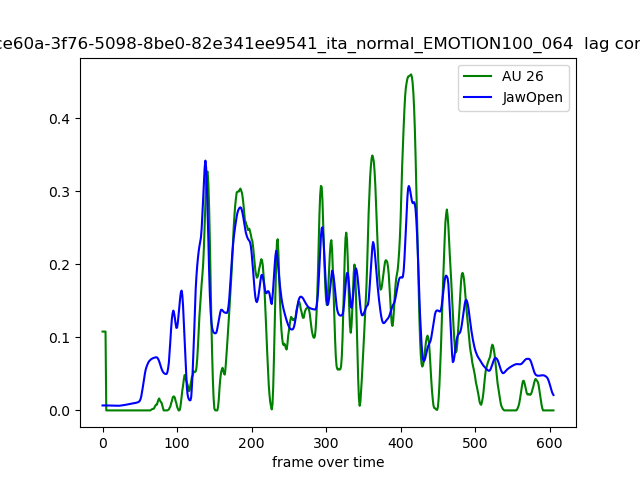 ce60a-3f76-5098-8be0-82e341ee9541_ita_normal_EMOTION100_064 lag cor
AU 26
JawOpen
0.4
0.3
0.2
0.1
0.0
0 100 200 300 400 500 600
frame over time